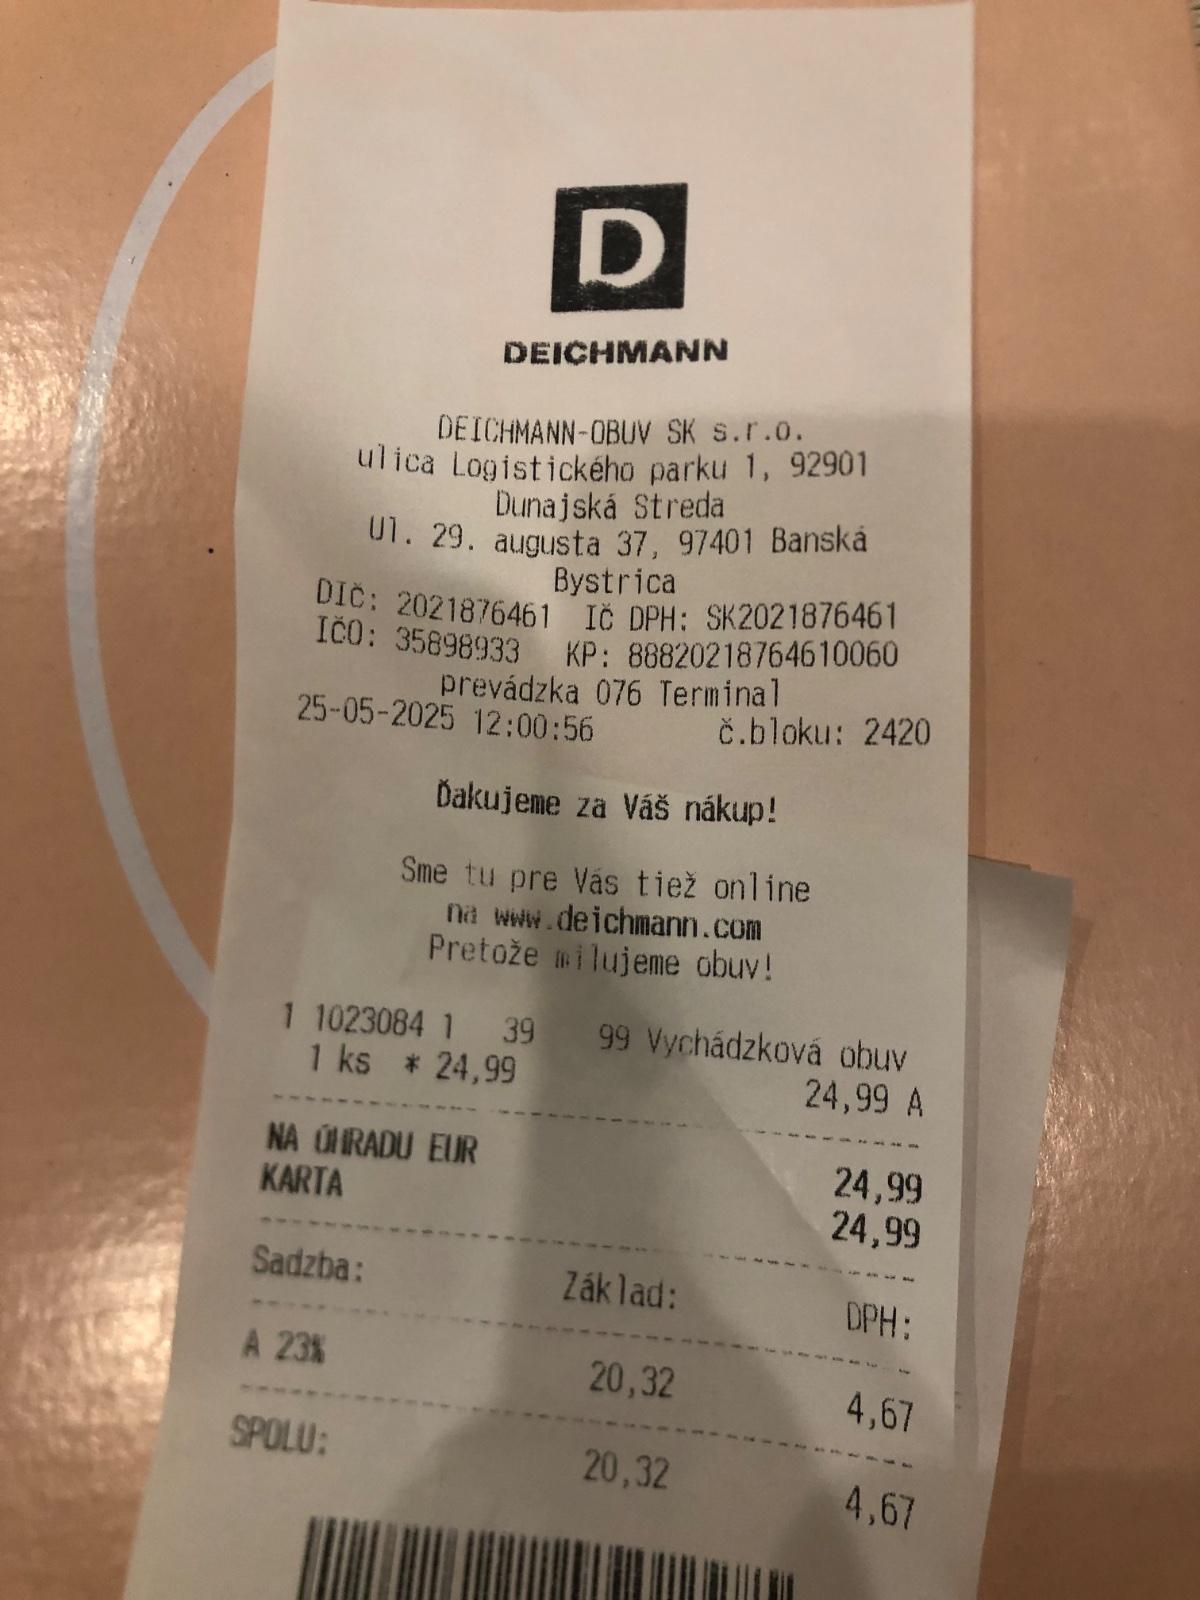 D
DEICHMANN
DEICHMANN-OBUV SK s.r.o.
ulica Logistického parku 1, 92901
Dunajská Streda
Ul. 29. augusta 37, 97401 Banská
Bystrica
DIČ: 2021876461 IČ DPH: SK2021876461
IČO: 35898933 KP: 88820218764610060
prevádzka 076 Terminal
25-05-2025 12:00:56 č.bloku: 2420
Ďakujeme za Váš nákup!
Sme tu pre Vás tiež online
na www.deichmann.com
Pretože milujeme obuv!
1 1023084 1 39 99 Vychádzková obuv
1 ks * 24,99 24,99 A
NA ÚHRADU EUR 24,99
KARTA 24,99
Sadzba: Základ: DPH:
A 23% 20,32 4,67
SPOLU: 20,32 4,67